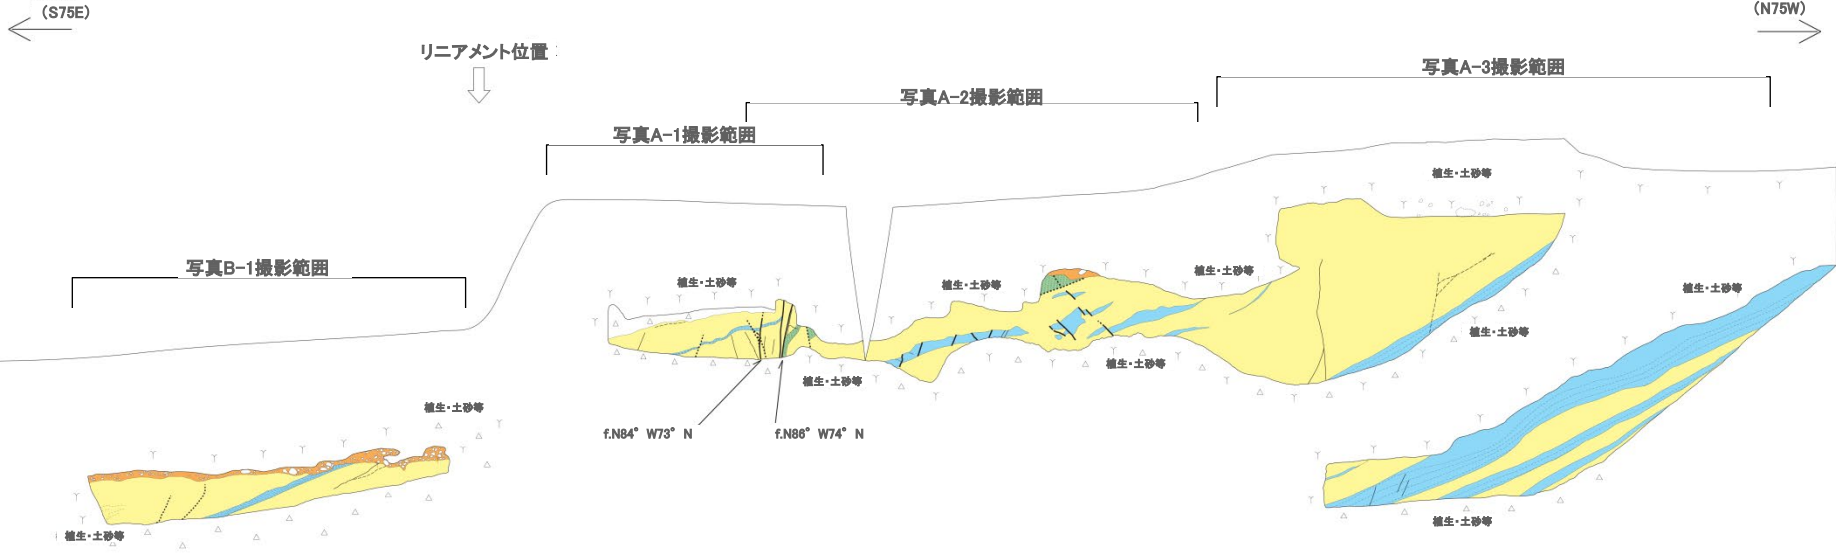 (S75E)
(N75W)
リニアメント位置
写真A-3撮影範囲
写真A-2撮影範囲
写真A-1撮影範囲
植生・土砂等
写真B-1撮影範囲
植生・土砂等
植生・土砂等
植生・土砂等
植生・土砂等
植生・土砂等
植生・土砂等
植生・土砂等
植生・土砂等
f.N84°W73°N
f.N86°W74°N
植生・土砂等
植生・土砂等
植生・土砂等